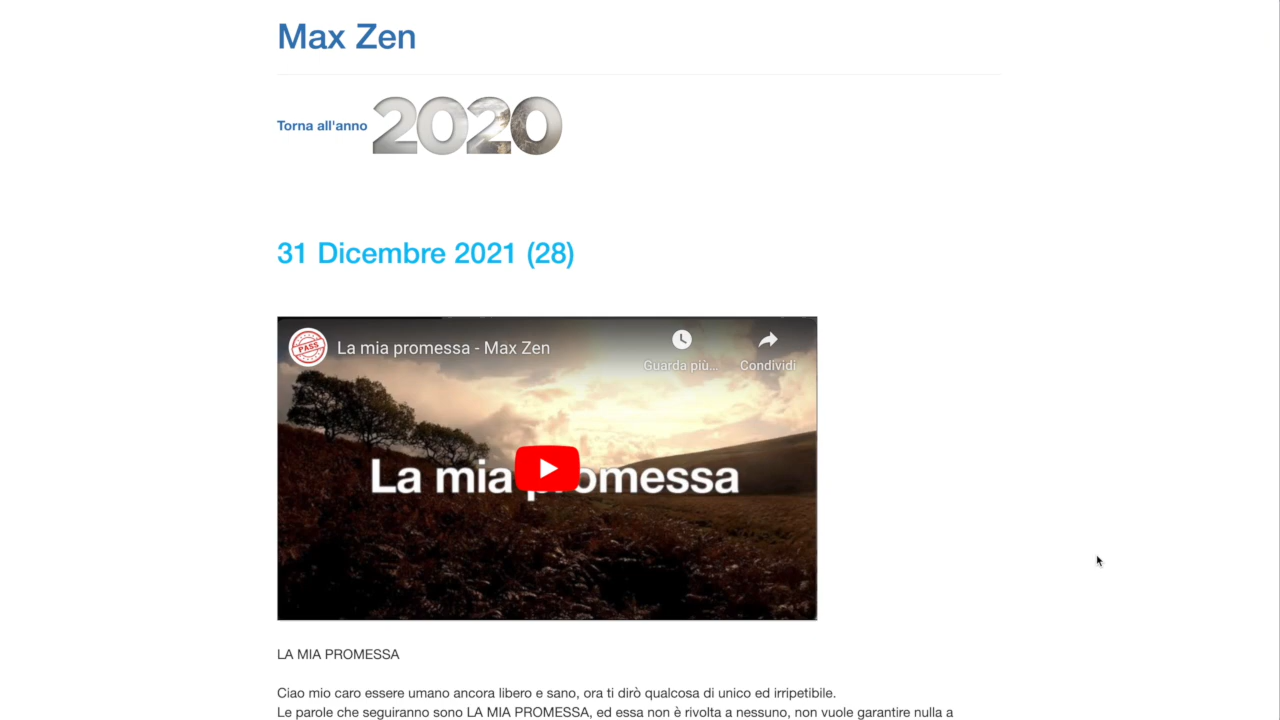 Max Zen
Torna all'anno 2020
31 Dicembre 2021 (28)
PASS
La mia promessa - Max Zen
Guarda più...
Condividi
La mia promessa
LA MIA PROMESSA
Ciao mio caro essere umano ancora libero e sano, ora ti dirò qualcosa di unico ed irripetibile.
Le parole che seguiranno sono LA MIA PROMESSA, ed essa non è rivolta a nessuno, non vuole garantire nulla a